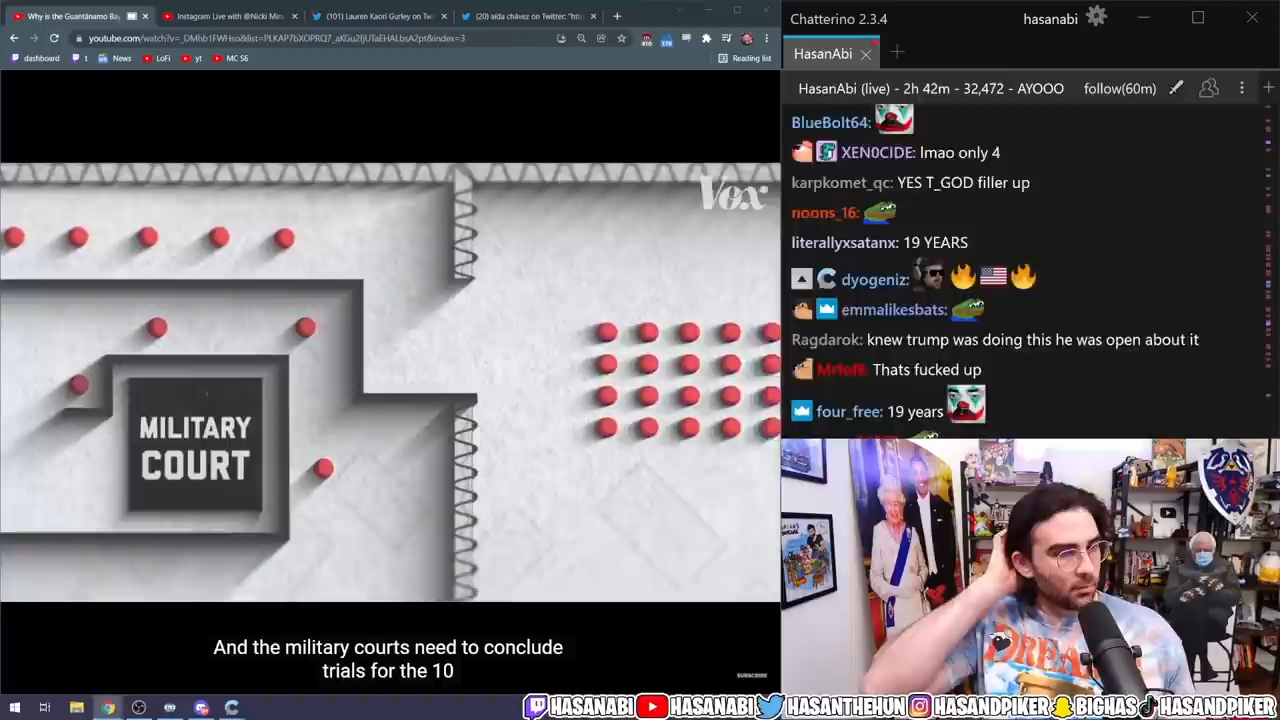 Why is the Guantánamo Bay
Instagram Live with @Nicki Mina
(101) Lauren Kaori Gurley on Twi
(20) aída chávez on Twitter: "htt
youtube.com/watch?v=_DMhb1FWHso&list=PLKAP7bXOPRQ7_aKGu2fjUTaEHALbsA2pt&index=3
dashboard
t
News
LoFi
yt
MC S6
Reading list
Vox
MILITARY
COURT
And the military courts need to conclude
trials for the 10
SUBSCRIBE
Chatterino 2.3.4
hasanabi
HasanAbi
HasanAbi (live) - 2h 42m - 32,472 - AYOOO
follow(60m)
BlueBolt64:
XEN0CIDE: lmao only 4
karpkomet_qc: YES T_GOD filler up
noons_16:
literallyxsatanx: 19 YEARS
dyogeniz:
emmalikesbats:
Ragdarok: knew trump was doing this he was open about it
Thats fucked up
four_free: 19 years
HASANABI
HASANABI
HASANTHEHUN
HASANDPIKER
BIGHAS
HASANDPIKER